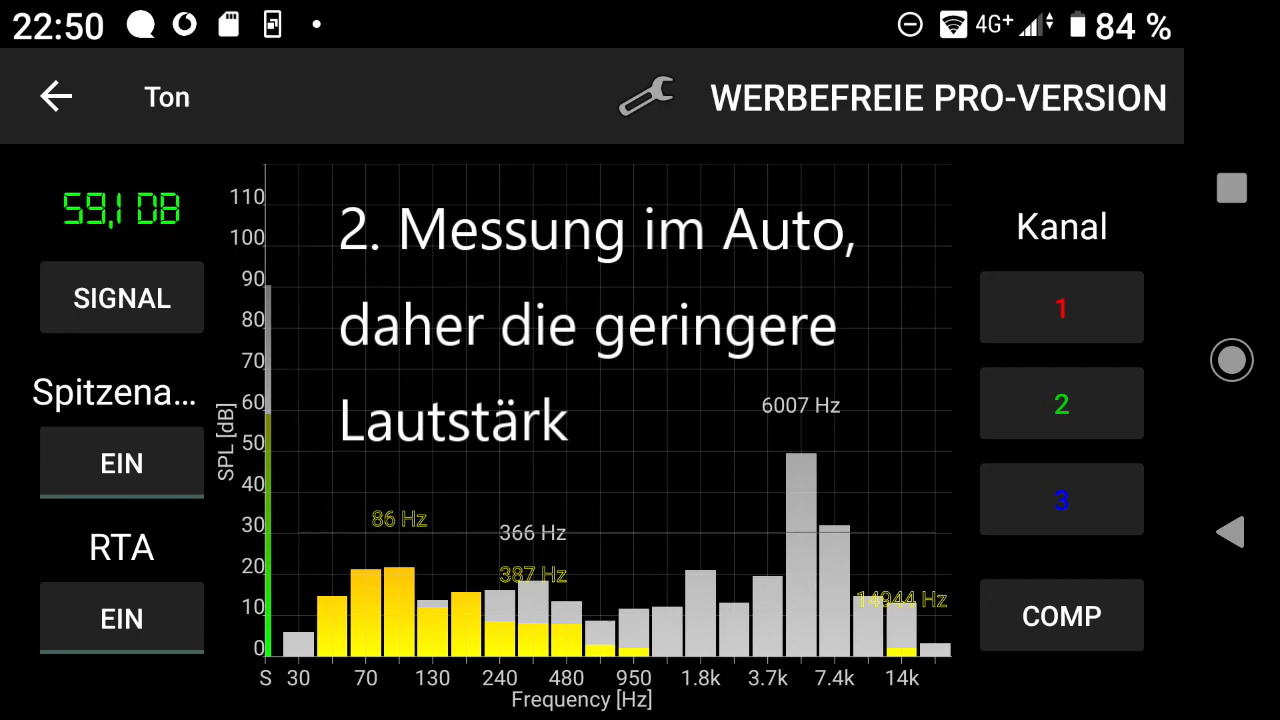 22:50 4G+ 84 %
Ton WERBEFREIE PRO-VERSION
59,1 DB
SIGNAL
Spitzena...
EIN
RTA
EIN
2. Messung im Auto,
daher die geringere
Lautstärk
SPL [dB]
110
100
90
80
70
60
50
40
30
20
10
0
6007 Hz
86 Hz
366 Hz
387 Hz
14944 Hz
S 30 70 130 240 480 950 1.8k 3.7k 7.4k 14k
Frequency [Hz]
Kanal
1
2
3
COMP